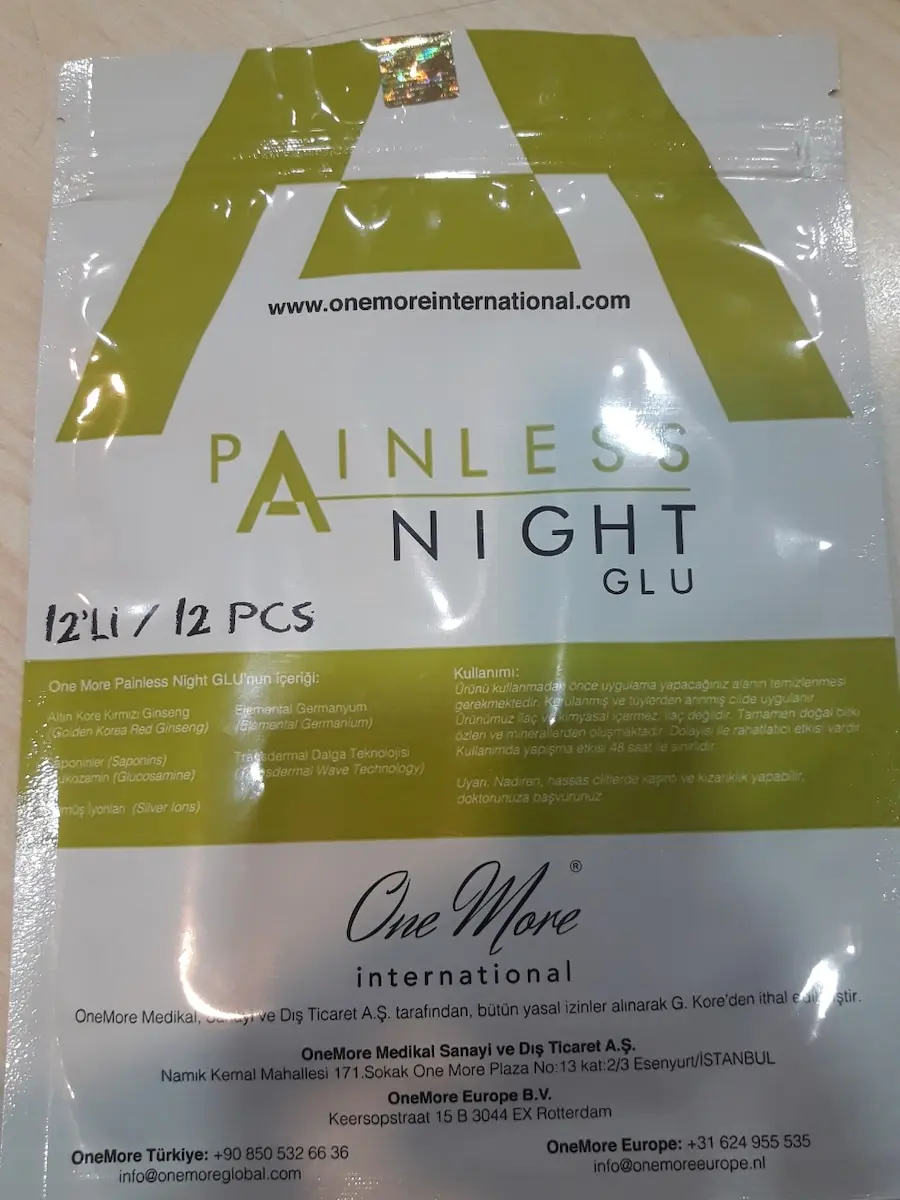 www.onemoreinternational.com
PAINLESS
NIGHT
GLU
12'Li / 12 PCS
One More Painless Night GLU'nun içeriği:
Altın Kore Kırmızı Ginseng
(Golden Korea Red Ginseng)
(Saponins)
(Glucosamine)
İyonları (Silver Ions)
Elemental Germanyum
(Elemental Germanium)
Transdermal Dalga Teknolojisi
(Transdermal Wave Technology)
Kullanımı:
Ürünü kullanmadan önce uygulama yapacağınız alanın temizlenmesi
gerekmektedir. Kurulanmış ve tüylerden arınmış cilde uygulanır.
Ürünümüz ilaç ve kimyasal içermez, ilaç değildir. Tamamen doğal bitki
özleri ve minerallerden oluşmaktadır. Dolayısı ile rahatlatıcı etkisi vardır.
Kullanımda yapışma etkisi 48 saat ile sınırlıdır.
Uyarı: Nadiren, hassas ciltlerde kaşıntı ve kızarıklık yapabilir,
doktorunuza başvurunuz.
One More ®
international
OneMore Medikal, ve Dış Ticaret A.Ş. tarafından, bütün yasal izinler alınarak G. Kore'den ithal
OneMore Medikal Sanayi ve Dış Ticaret A.Ş.
Namık Kemal Mahallesi 171.Sokak One More Plaza No:13 kat:2/3 Esenyurt/İSTANBUL
OneMore Europe B.V.
Keersopstraat 15 B 3044 EX Rotterdam
OneMore Türkiye: +90 850 532 66 36
info@onemoreglobal.com
OneMore Europe: +31 624 955 535
info@onemoreeurope.nl